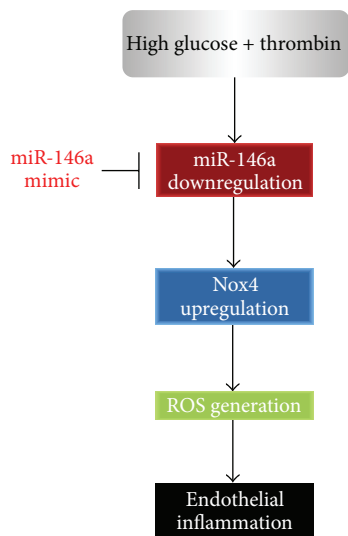 High glucose + thrombin
miR-146a
mimic
miR-146a
downregulation
Nox4
upregulation
ROS generation
Endothelial
inflammation